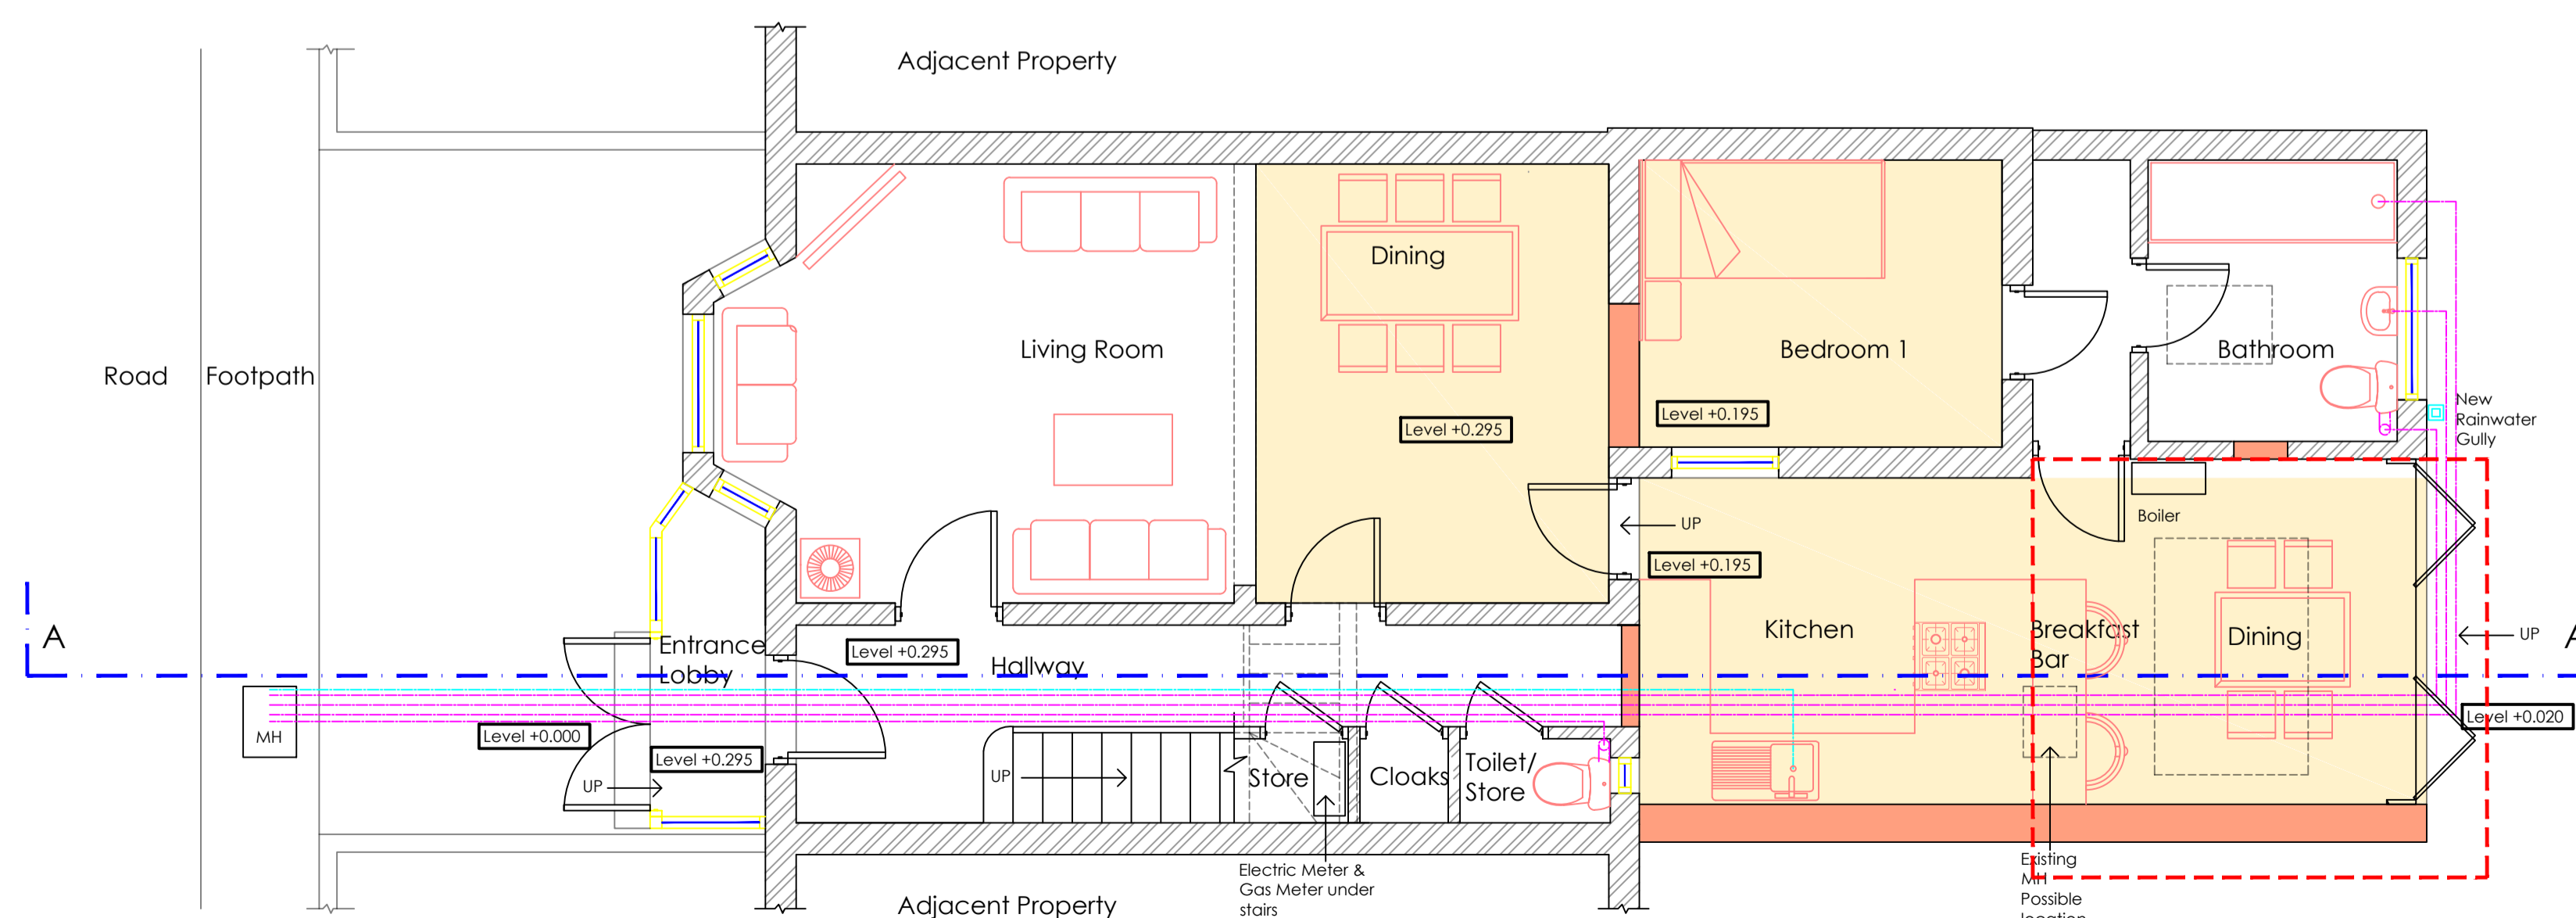 Adjacent Property
Road
Footpath
Living Room
Dining
Level +0.295
Bedroom 1
Level +0.195
Bathroom
New
Rainwater
Gully
Boiler
UP
Level +0.195
Kitchen
Breakfast
Bar
Dining
UP
A
A
Entrance
Lobby
Level +0.295
Hallway
MH
Level +0.000
Level +0.295
UP
UP
Store
Cloaks
Toilet/
Store
Level +0.020
Electric Meter &
Gas Meter under
stairs
Existing
MH
Possible
location
Adjacent Property